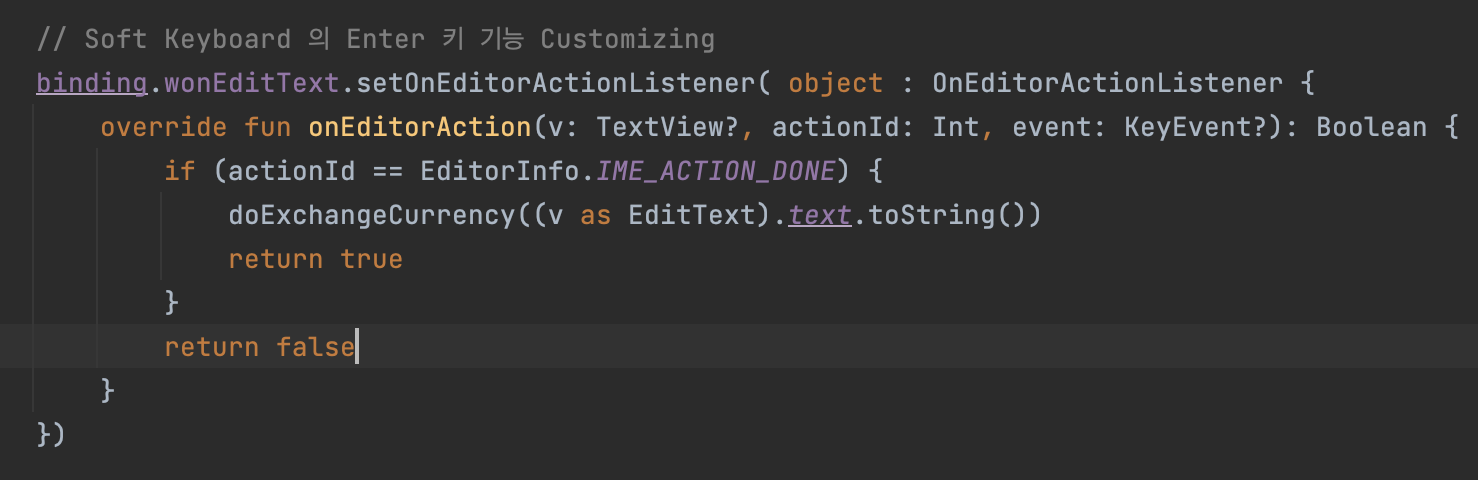 // Soft Keyboard 의 Enter 키 기능 Customizing
binding.wonEditText.setOnEditorActionListener( object : OnEditorActionListener {
    override fun onEditorAction(v: TextView?, actionId: Int, event: KeyEvent?): Boolean {
        if (actionId == EditorInfo.IME_ACTION_DONE) {
            doExchangeCurrency((v as EditText).text.toString())
            return true
        }
        return false
    }
})